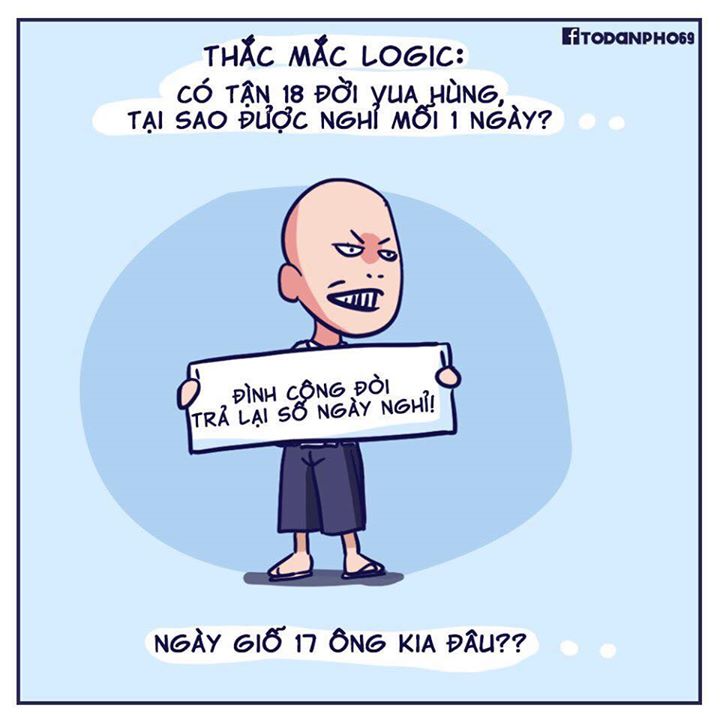 fTODANPHO69
THẮC MẮC LOGIC:
CÓ TẬN 18 ĐỜI VUA HÙNG,
TẠI SAO ĐƯỢC NGHỈ MỖI 1 NGÀY?
ĐÌNH CÔNG ĐÒI
TRẢ LẠI SỐ NGÀY NGHỈ!
NGÀY GIỖ 17 ÔNG KIA ĐÂU??